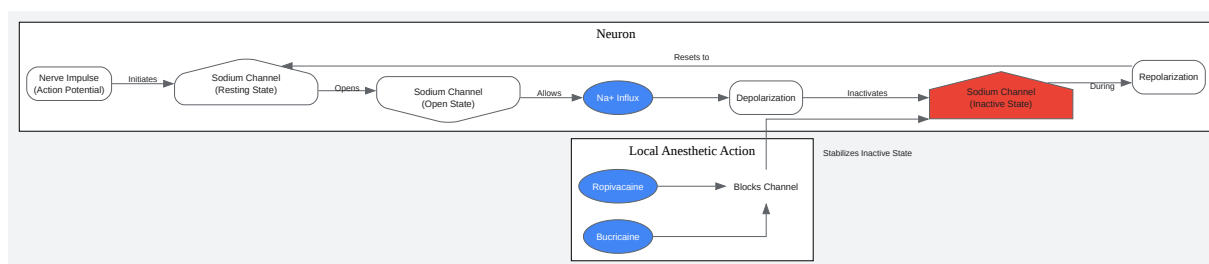 Neuron
Resets to
Nerve Impulse
(Action Potential)
Initiates
Sodium Channel
(Resting State)
Opens
Sodium Channel
(Open State)
Allows
Na+ Influx
Depolarization
Inactivates
Sodium Channel
(Inactive State)
During
Repolarization
Local Anesthetic Action
Stabilizes Inactive State
Ropivacaine
Blocks Channel
Bucricaine